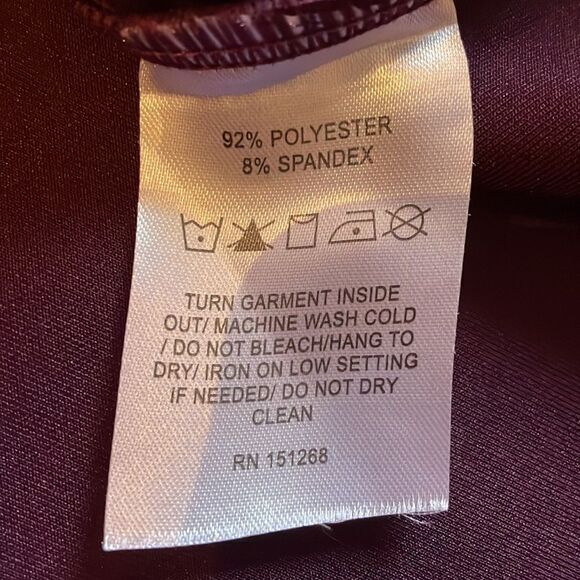 92% POLYESTER
8% SPANDEX
TURN GARMENT INSIDE
OUT/ MACHINE WASH COLD
/ DO NOT BLEACH/HANG TO
DRY/ IRON ON LOW SETTING
IF NEEDED/ DO NOT DRY
CLEAN
RN 151268